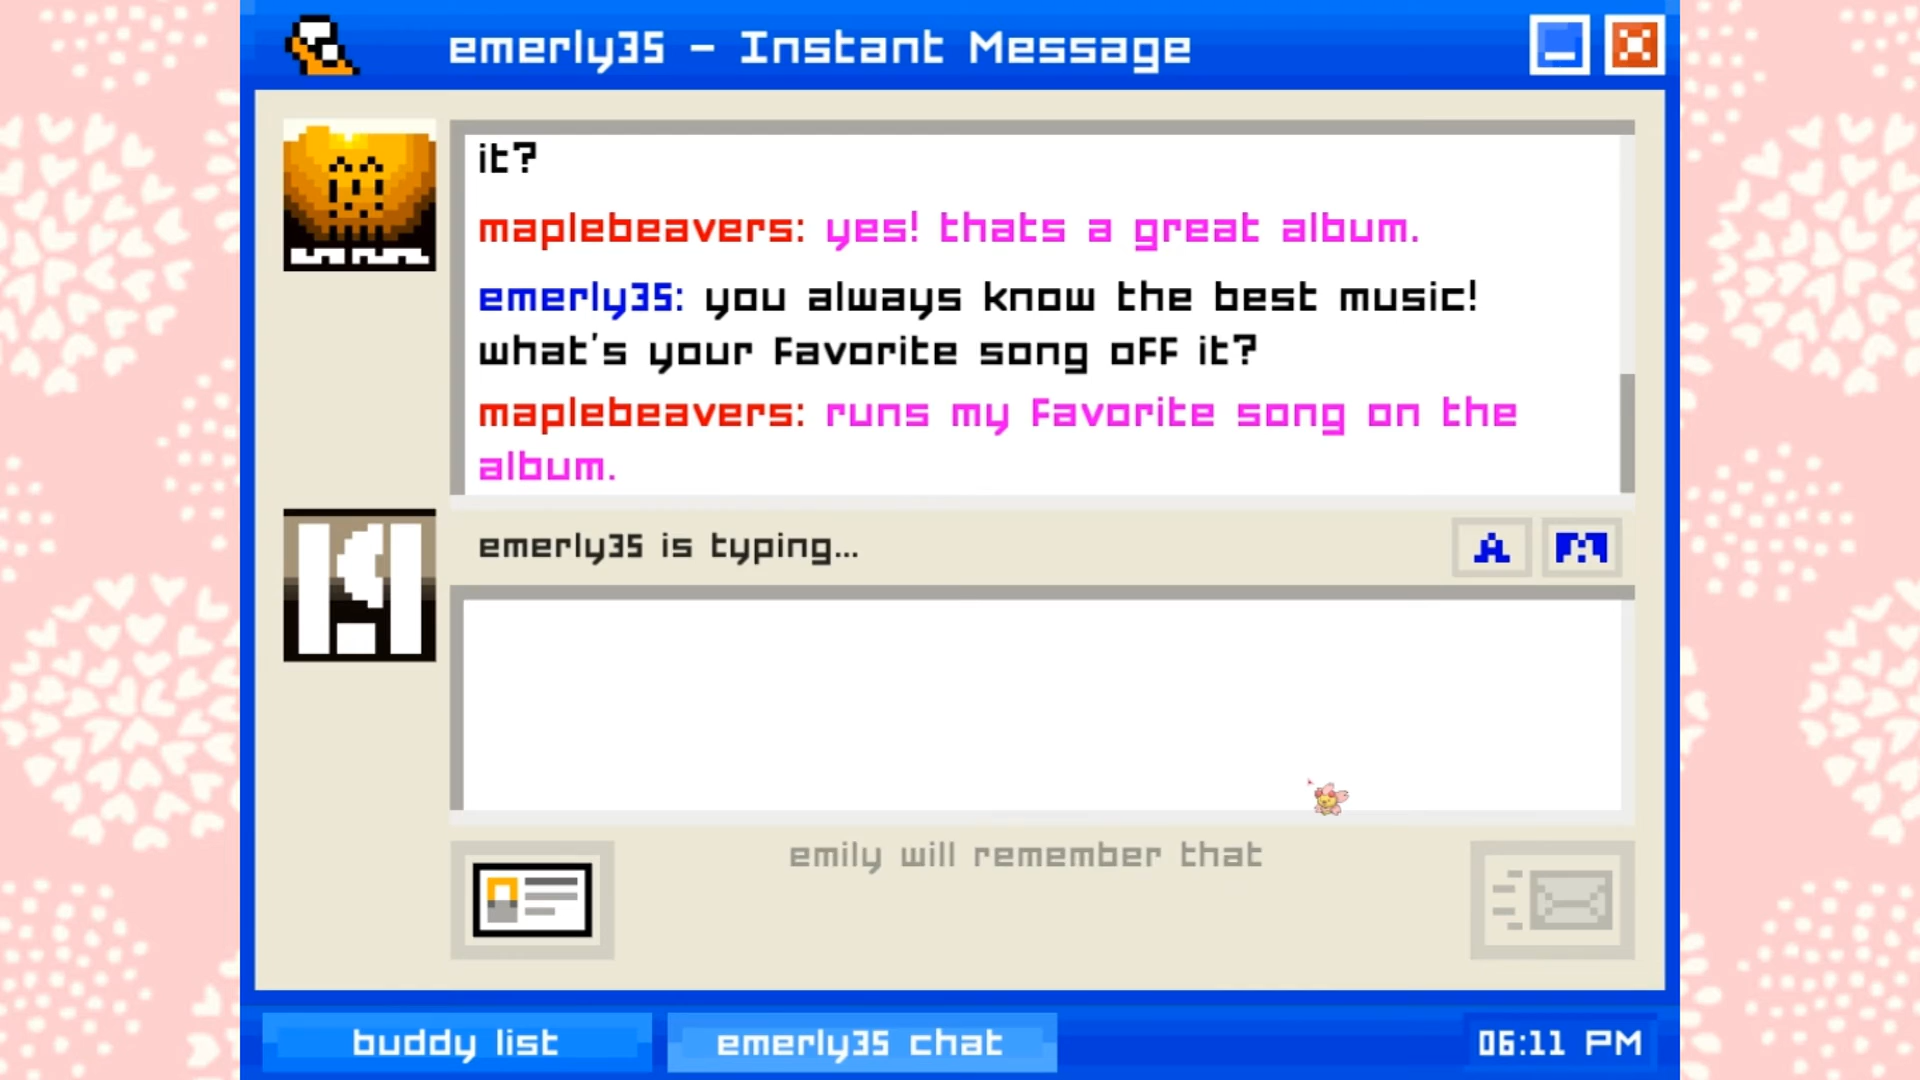 emerly35 - Instant Message
it?
maplebeavers: yes! thats a great album.
emerly35: you always know the best music!
what's your favorite song off it?
maplebeavers: runs my favorite song on the
album.
emerly35 is typing...
A
emily will remember that
buddy list
emerly35 chat
06:11 PM